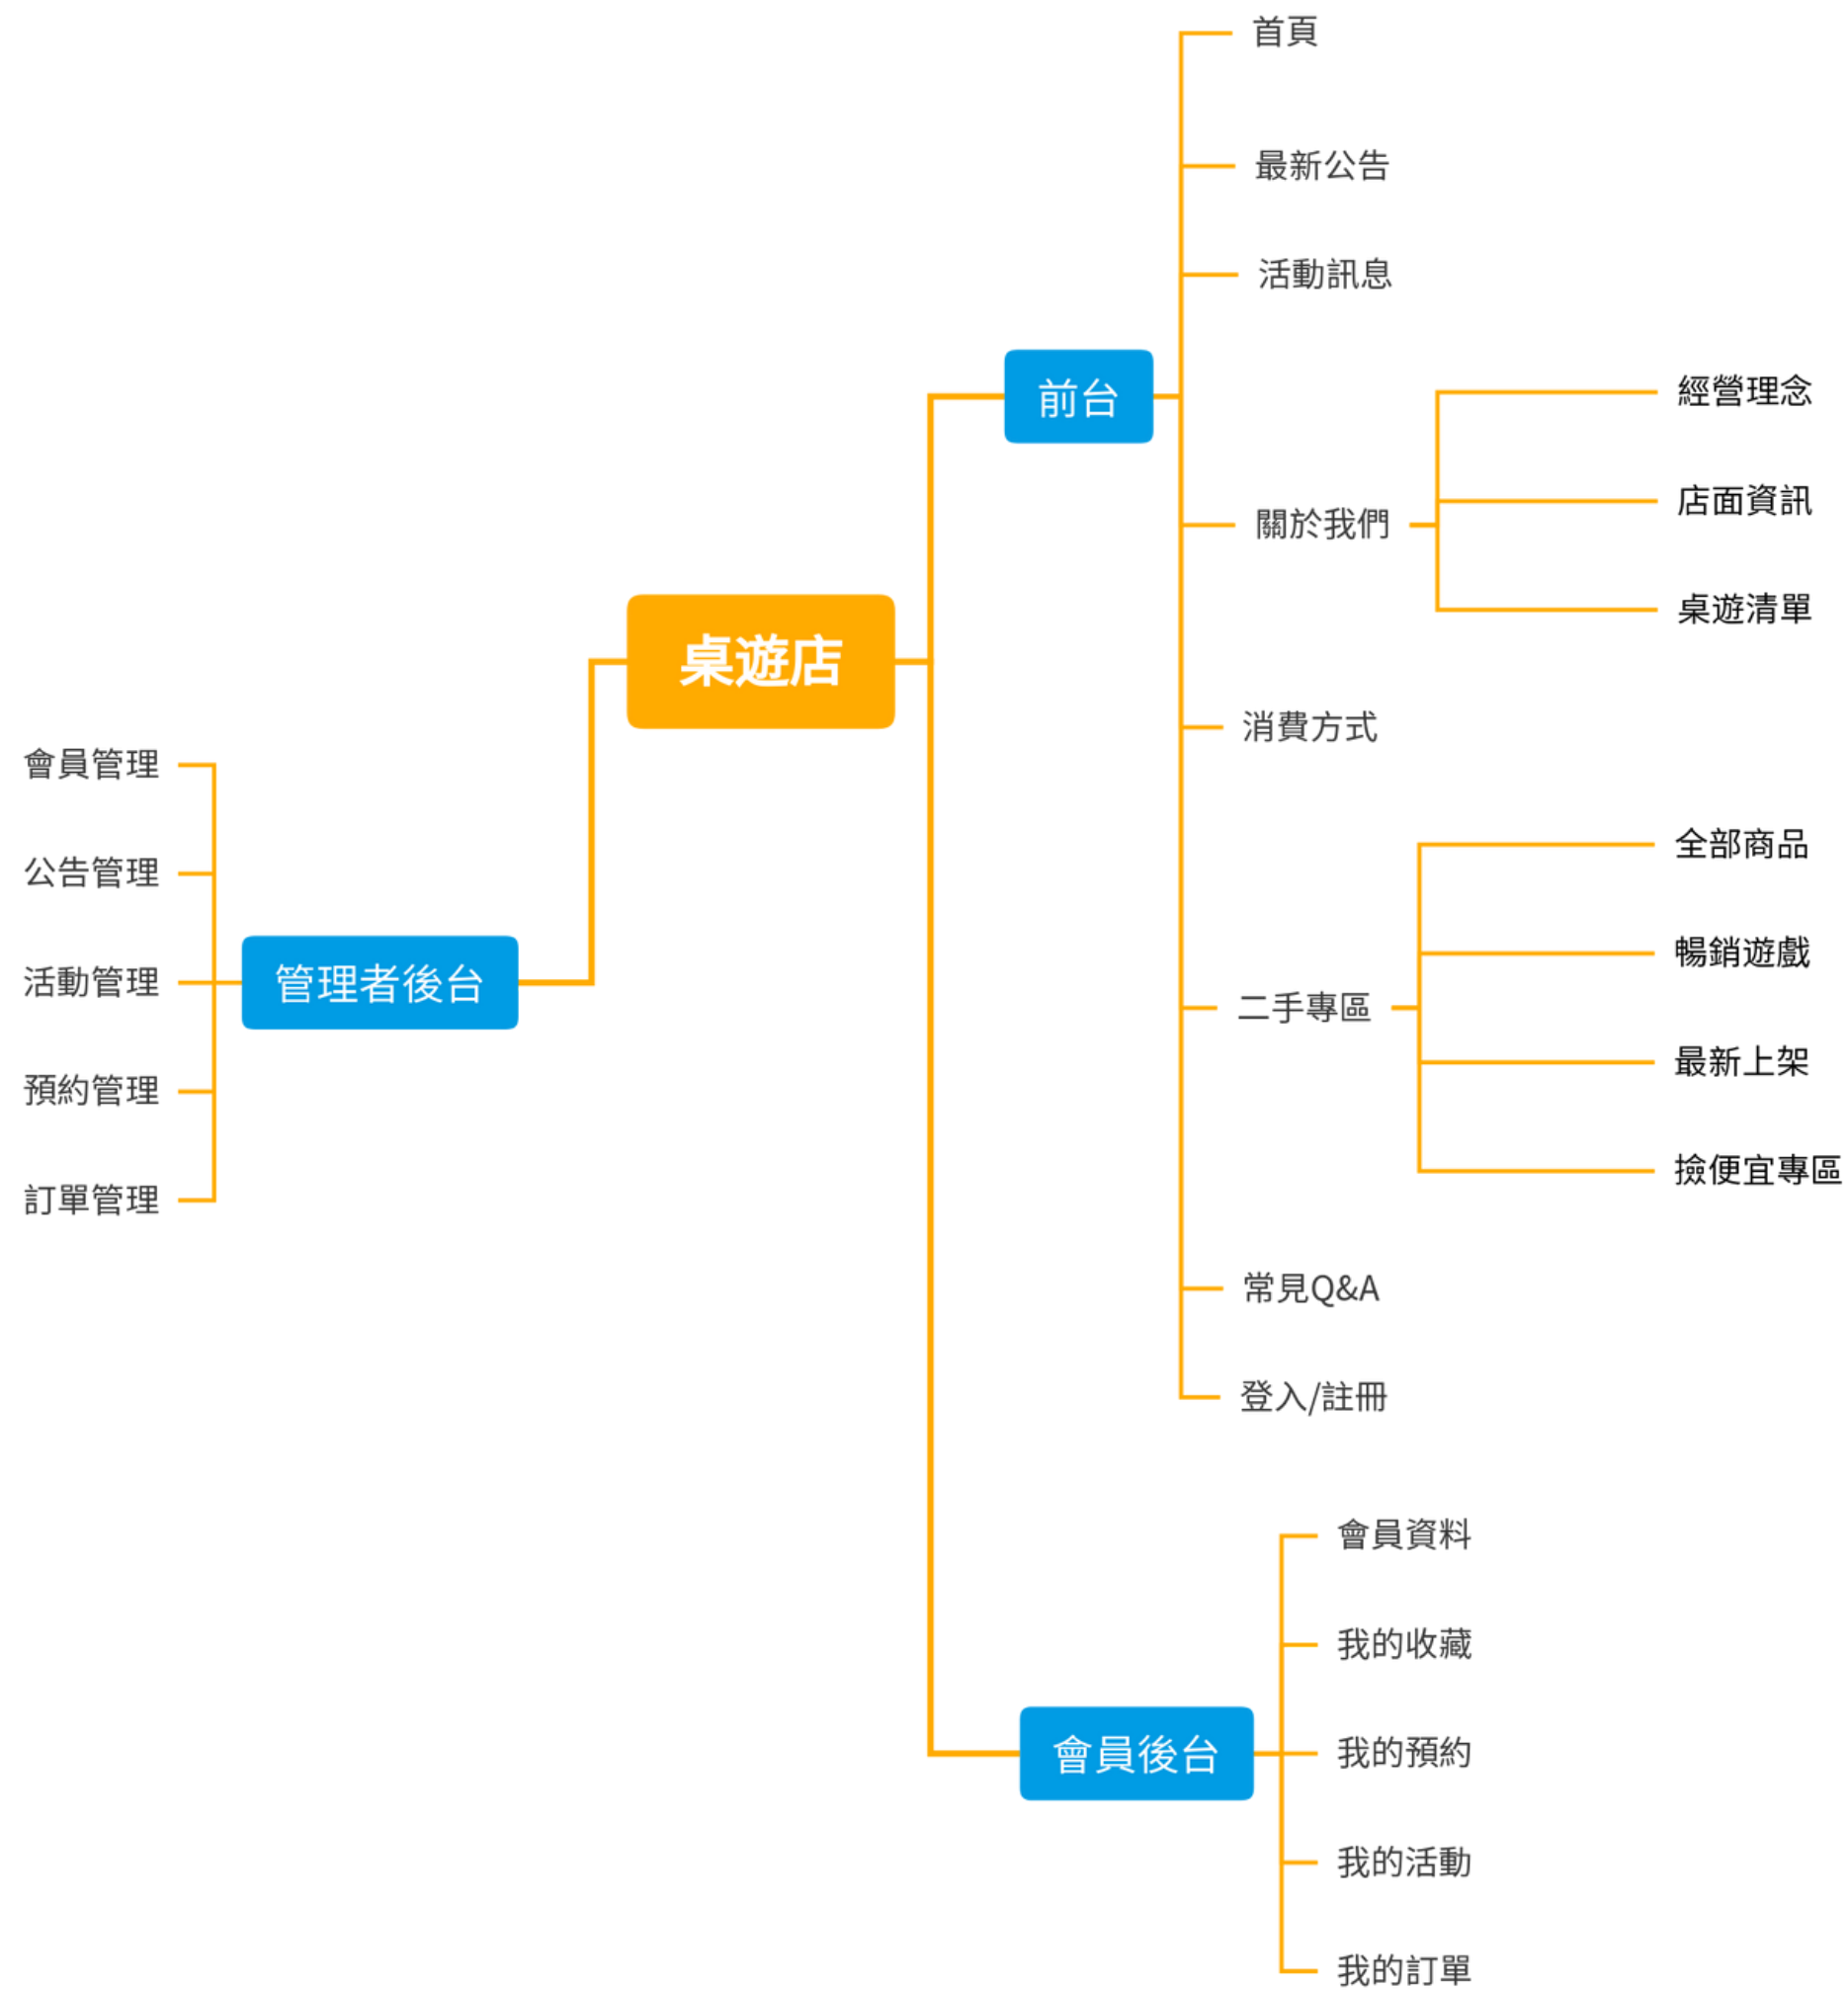 桌遊店
前台
首頁
最新公告
活動訊息
關於我們
經營理念
店面資訊
桌遊清單
消費方式
二手專區
全部商品
暢銷遊戲
最新上架
撿便宜專區
常見Q&A
登入/註冊
會員後台
會員資料
我的收藏
我的預約
我的活動
我的訂單
管理者後台
會員管理
公告管理
活動管理
預約管理
訂單管理